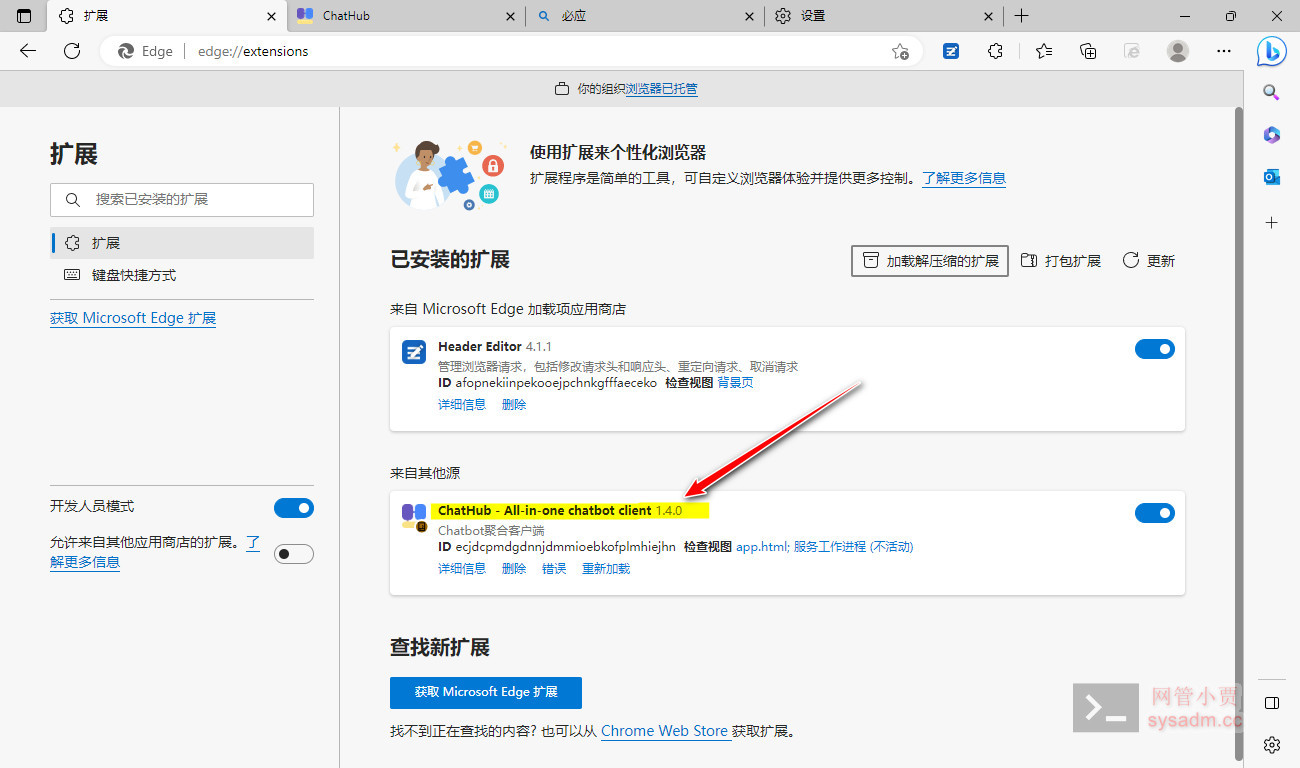 扩展
ChatHub
必应
设置
Edge
edge://extensions
你的组织浏览器已托管
扩展
搜索已安装的扩展
扩展
键盘快捷方式
获取 Microsoft Edge 扩展
开发人员模式
允许来自其他应用商店的扩展。了
解更多信息
使用扩展来个性化浏览器
扩展程序是简单的工具，可自定义浏览器体验并提供更多控制。了解更多信息
已安装的扩展
加载解压缩的扩展
打包扩展
更新
来自 Microsoft Edge 加载项应用商店
Header Editor 4.1.1
管理浏览器请求，包括修改请求头和响应头、重定向请求、取消请求
ID afopnekiinpekooejpchnkgfffaeceko 检查视图 背景页
详细信息 删除
来自其他源
ChatHub - All-in-one chatbot client 1.4.0
Chatbot聚合客户端
ID ecjdcpmdgdnnjdmmioebkofplmhiejhn 检查视图 app.html; 服务工作进程 (不活动)
详细信息 删除 错误 重新加载
查找新扩展
获取 Microsoft Edge 扩展
找不到正在查找的内容? 也可以从 Chrome Web Store 获取扩展。
网管小贾
sysadm.cc